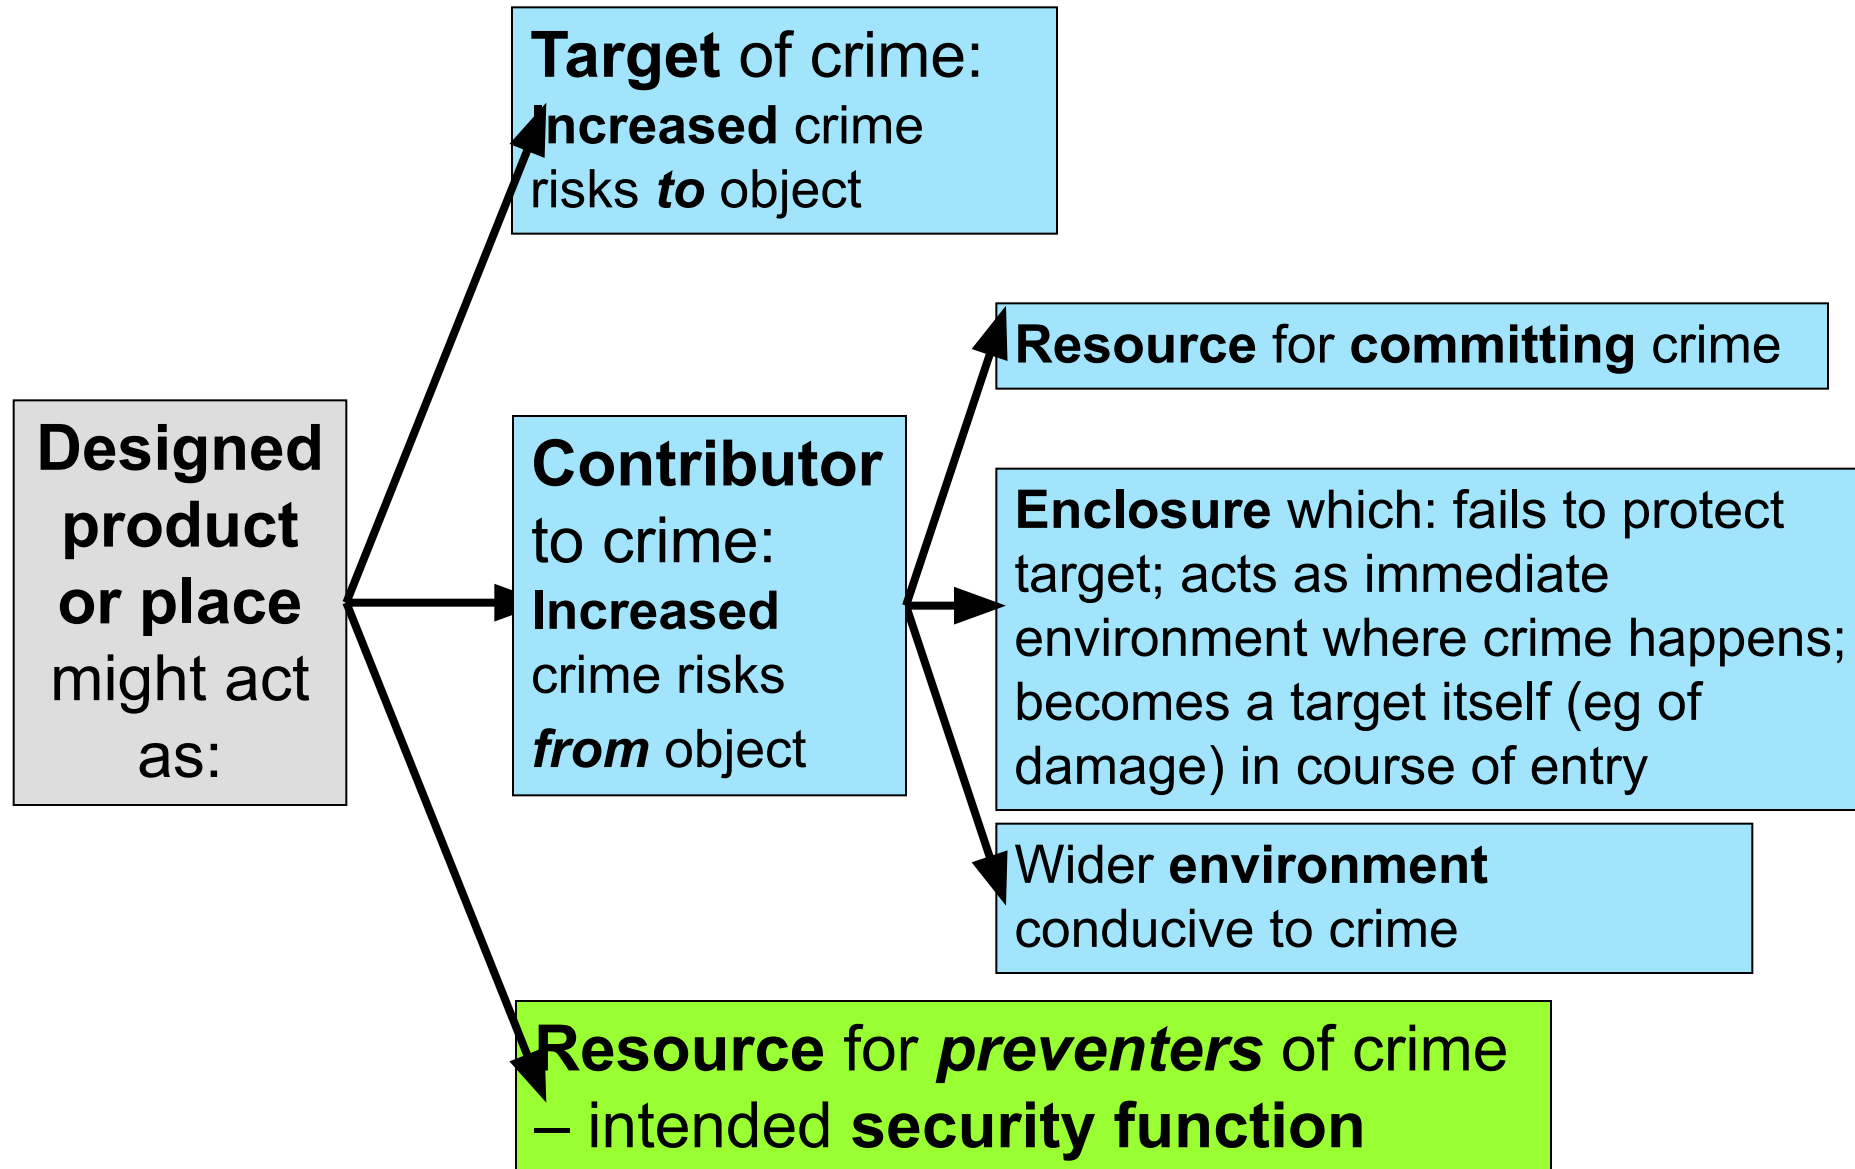 Target of crime:
Increased crime
risks to object
Resource for committing crime
Designed
product
or place
might act
as:
Contributor
to crime:
Increased
crime risks
from object
Enclosure which: fails to protect
target; acts as immediate
environment where crime happens;
becomes a target itself (eg of
damage) in course of entry
Wider environment
conducive to crime
Resource for preventers of crime
– intended security function